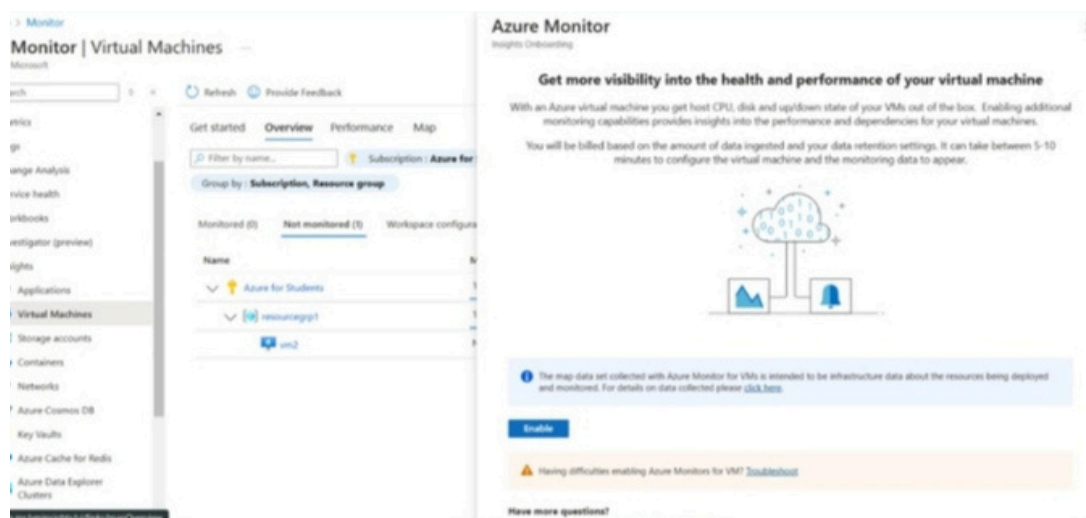 > Monitor
Monitor | Virtual Machines ...
Microsoft
Refresh Provide Feedback
Get started Overview Performance Map
Filter by name... Subscription : Azure for
Group by : Subscription, Resource group
Monitored (0) Not monitored (1) Workspace configura
Name
Azure for Students
resourcegrp1
vm2
ange Analysis
rvice health
rkbooks
estigator (preview)
ights
Applications
Virtual Machines
Storage accounts
Containers
Networks
Azure Cosmos DB
Key Vaults
Azure Cache for Redis
Azure Data Explorer
Clusters
Azure Monitor
Insights Onboarding
Get more visibility into the health and performance of your virtual machine
With an Azure virtual machine you get host CPU, disk and up/down state of your VMs out of the box. Enabling additional
monitoring capabilities provides insights into the performance and dependencies for your virtual machines.
You will be billed based on the amount of data ingested and your data retention settings. It can take between 5-10
minutes to configure the virtual machine and the monitoring data to appear.
The map data set collected with Azure Monitor for VMs is intended to be infrastructure data about the resources being deployed
and monitored. For details on data collected please click here.
Enable
Having difficulties enabling Azure Monitors for VM? Troubleshoot
Have more questions?